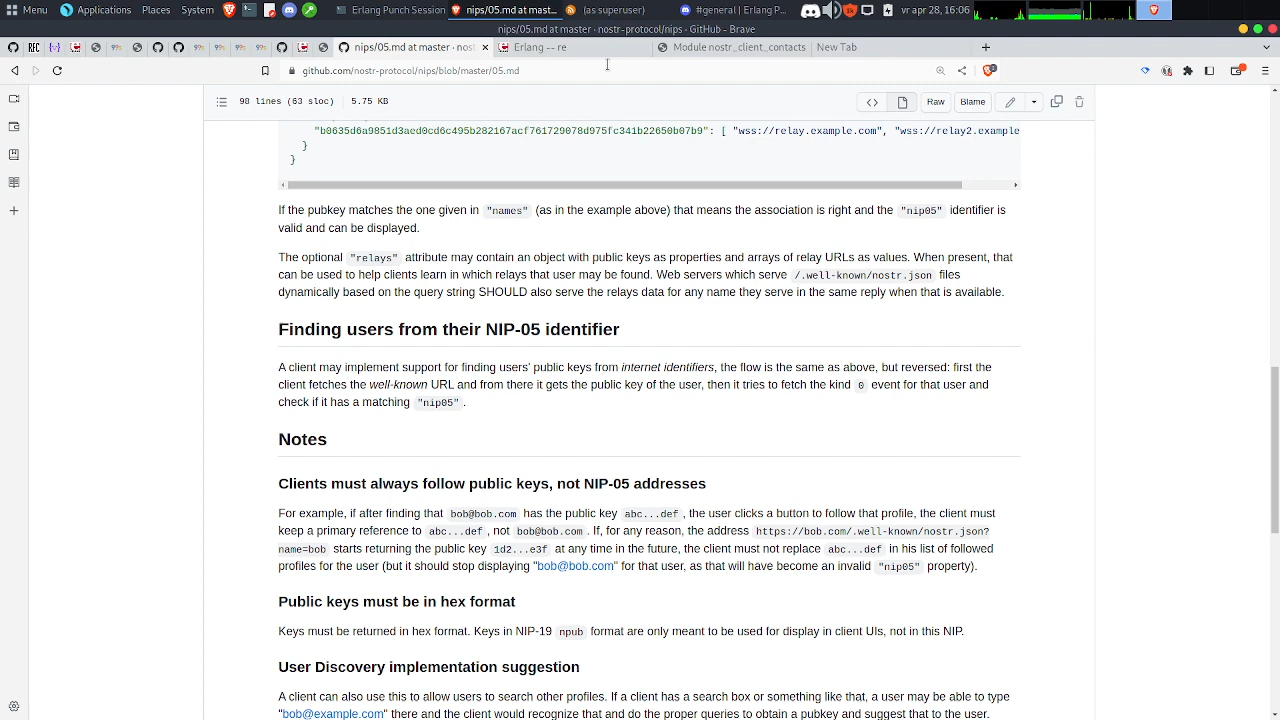 Menu Applications Places System Erlang Crunch Sess nips/05.md at mast... (as superuser) #general | Erlang P... Fri Apr 28, 16:06
nips/05.md at master · nostr-protocol/nips · GitHub - Brave
nips/05.md at master · nost Erlang -- re Module nostr_client_contacts New Tab
github.com/nostr-protocol/nips/blob/master/05.md
98 lines (63 sloc) 5.75 KB Raw Blame
"b0635d6a9851d3aed0cd6c495b282167acf761729078d975fc341b22650b07b9": [ "wss://relay.example.com", "wss://relay2.example
}
}
If the pubkey matches the one given in "names" (as in the example above) that means the association is right and the "nip05" identifier is
valid and can be displayed.
The optional "relays" attribute may contain an object with public keys as properties and arrays of relay URLs as values. When present, that
can be used to help clients learn in which relays that user may be found. Web servers which serve /.well-known/nostr.json files
dynamically based on the query string SHOULD also serve the relays data for any name they serve in the same reply when that is available.
Finding users from their NIP-05 identifier
A client may implement support for finding users' public keys from internet identifiers, the flow is the same as above, but reversed: first the
client fetches the well-known URL and from there it gets the public key of the user, then it tries to fetch the kind 0 event for that user and
check if it has a matching "nip05".
Notes
Clients must always follow public keys, not NIP-05 addresses
For example, if after finding that bob@bob.com has the public key abc...def, the user clicks a button to follow that profile, the client must
keep a primary reference to abc...def, not bob@bob.com. If, for any reason, the address https://bob.com/.well-known/nostr.json?
name=bob starts returning the public key 1d2...e3f at any time in the future, the client must not replace abc...def in his list of followed
profiles for the user (but it should stop displaying "bob@bob.com" for that user, as that will have become an invalid "nip05" property).
Public keys must be in hex format
Keys must be returned in hex format. Keys in NIP-19 npub format are only meant to be used for display in client UIs, not in this NIP.
User Discovery implementation suggestion
A client can also use this to allow users to search other profiles. If a client has a search box or something like that, a user may be able to type
"bob@example.com" there and the client would recognize that and do the proper queries to obtain a pubkey and suggest that to the user.